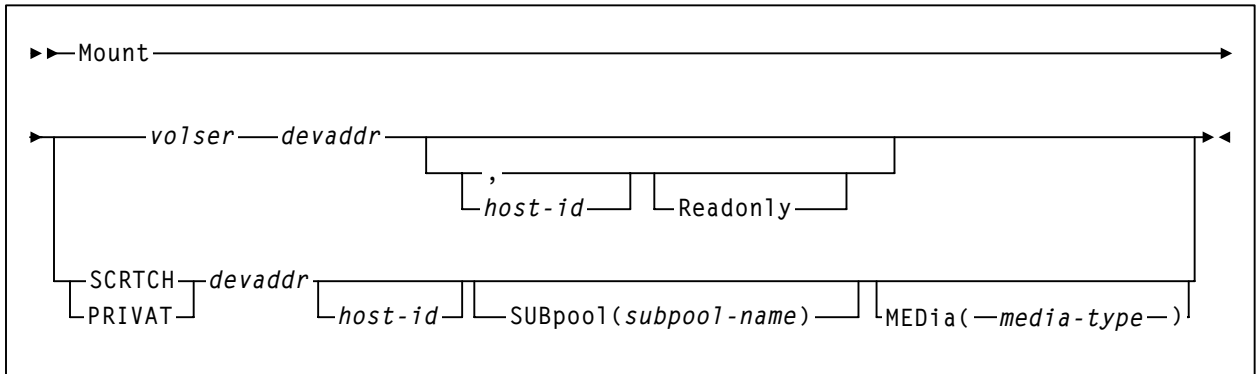 Mount
volser devaddr
,
host-id Readonly
SCRTCH devaddr
PRIVAT host-id SUBpool(subpool-name) MEDia(media-type)